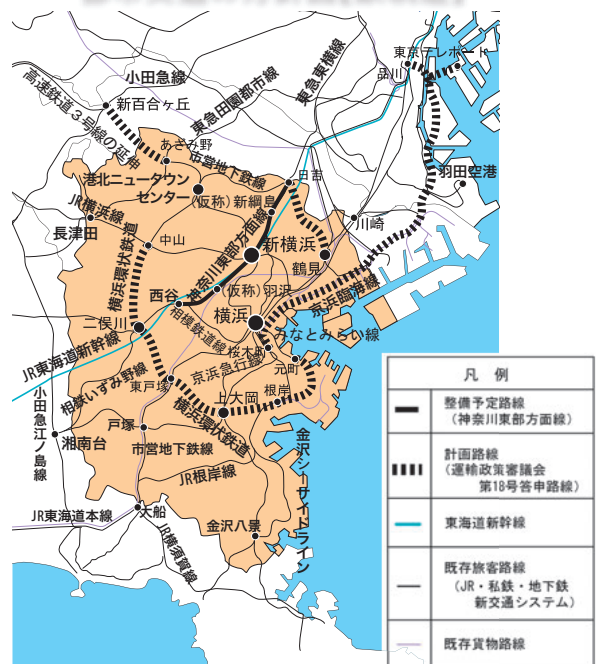 東京テレポート
品川
小田急線
東急東横線
東急田園都市線
新百合ヶ丘
高速鉄道3号線の延伸
あざみ野
市営地下鉄線
羽田空港
日吉
港北ニュータウン
センター
(仮称)新綱島
JR横浜線
長津田
川崎
中山
新横浜
鶴見
神奈川東部方面線
横浜環状鉄道
西谷
(仮称)羽沢
京浜臨海線
横浜
相模鉄道線
二俣川
みなとみらい線
桜木町
元町
JR東海道新幹線
京浜急行線
東戸塚
根岸
相鉄いずみ野線
上大岡
小田急江ノ島線
横浜環状鉄道
戸塚
湘南台
市営地下鉄線
金沢シーサイドライン
JR根岸線
大船
JR東海道本線
JR横須賀線
金沢八景
凡 例
整備予定路線
(神奈川東部方面線)
計画路線
(運輸政策審議会
第18号答申路線)
東海道新幹線
既存旅客路線
(JR・私鉄・地下鉄
新交通システム)
既存貨物路線